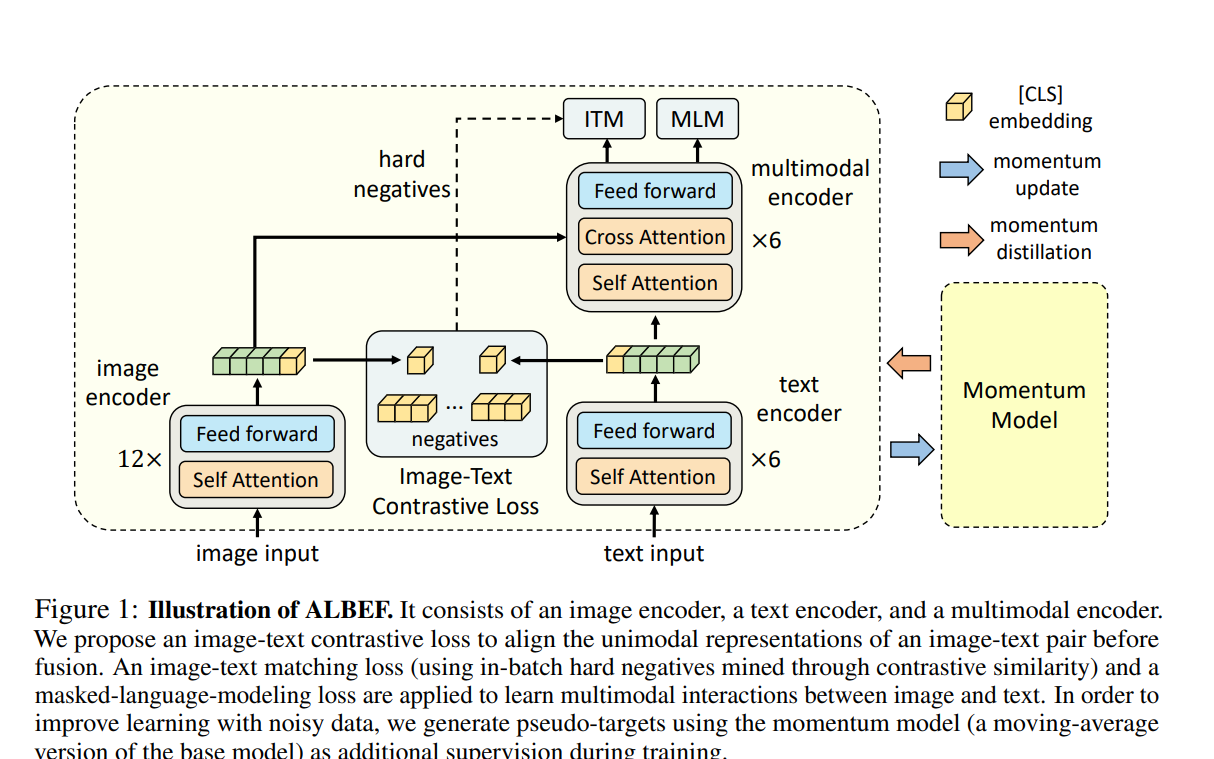 ITM
MLM
[CLS]
embedding
hard
negatives
multimodal
encoder
momentum
update
Feed forward
Cross Attention
×6
momentum
distillation
Self Attention
image
encoder
text
encoder
Momentum
Model
Feed forward
12×
Self Attention
...
negatives
Image-Text
Contrastive Loss
Feed forward
Self Attention
×6
image input
text input
Figure 1: Illustration of ALBEF. It consists of an image encoder, a text encoder, and a multimodal encoder.
We propose an image-text contrastive loss to align the unimodal representations of an image-text pair before
fusion. An image-text matching loss (using in-batch hard negatives mined through contrastive similarity) and a
masked-language-modeling loss are applied to learn multimodal interactions between image and text. In order to
improve learning with noisy data, we generate pseudo-targets using the momentum model (a moving-average
version of the base model) as additional supervision during training.